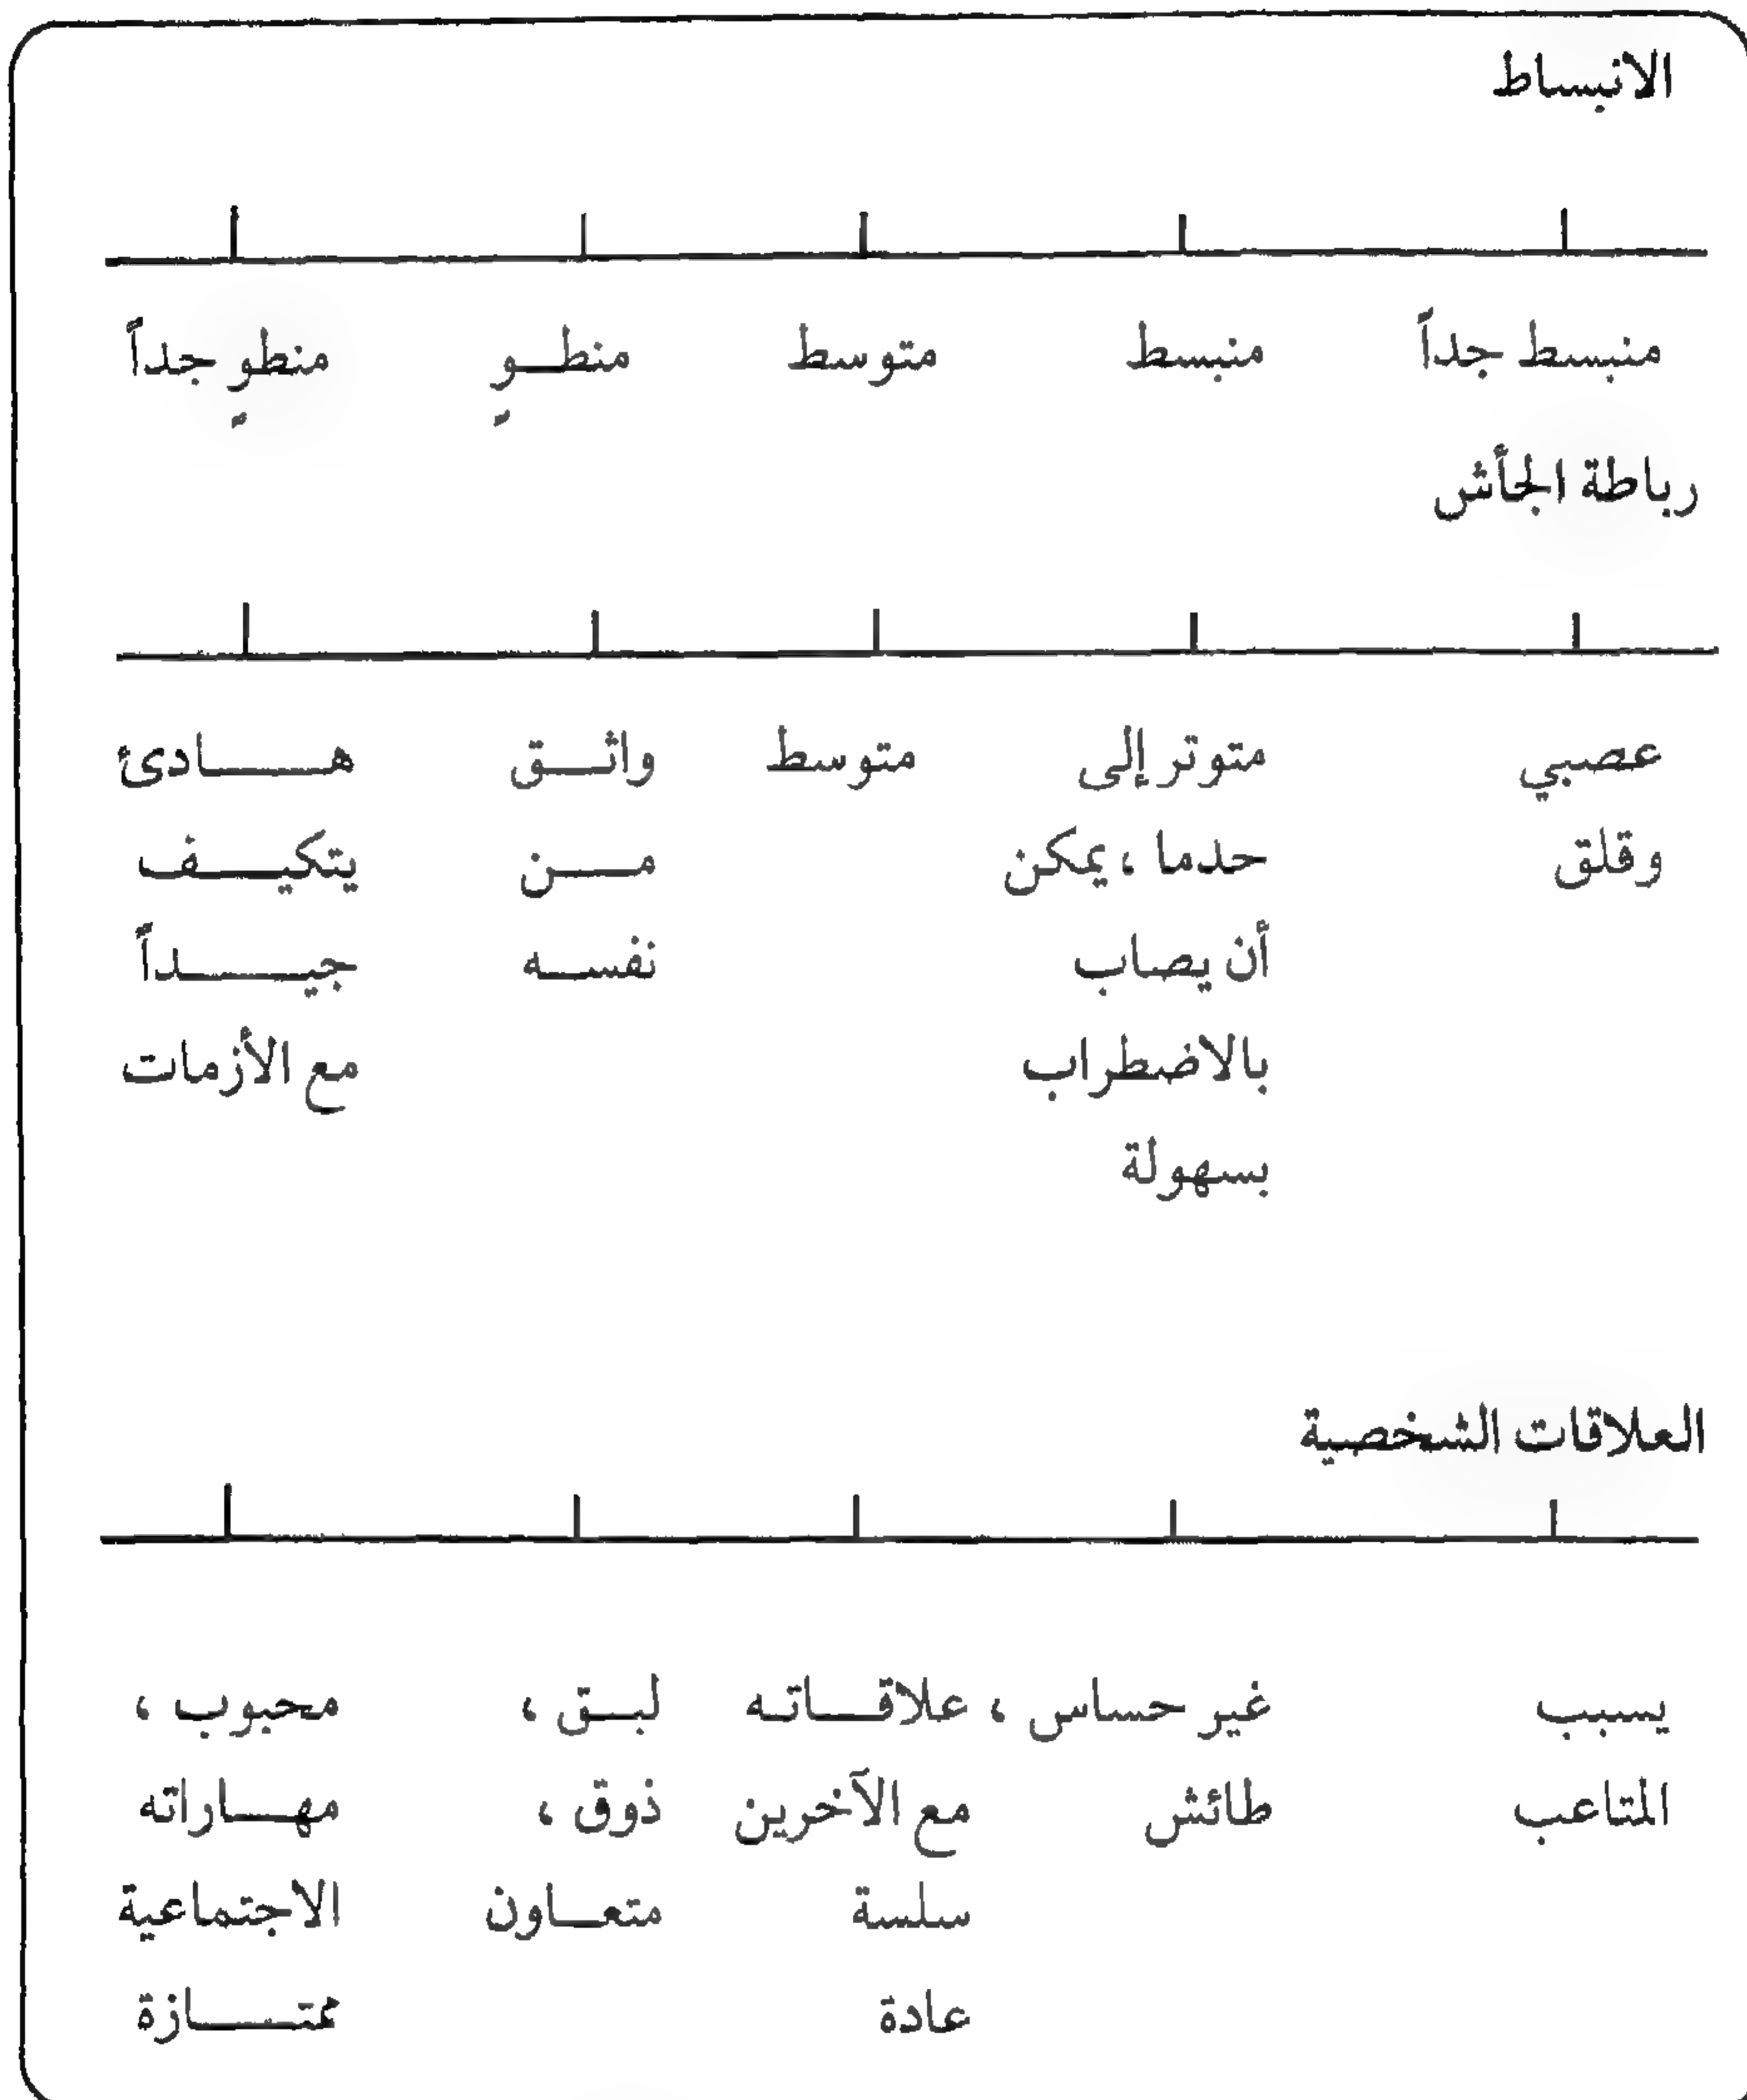 الانبساط
منبسط جداً منبسط متوسط منطوٍ منطوٍ جداً
رباطة الجأش
عصبي متوتر إلى متوسط واثق هادئ
وقلق حدما ، يمكن من يتكيف
أن يصاب نفسه جيداً
بالاضطراب مع الأزمات
بسهولة
العلاقات الشخصية
يسبب غير حساس ، علاقاته لبق ، محبوب ،
المتاعب طائش مع الآخرين ذوق ، مهاراته
سلسة متعاون الاجتماعية
عادة ممتازة